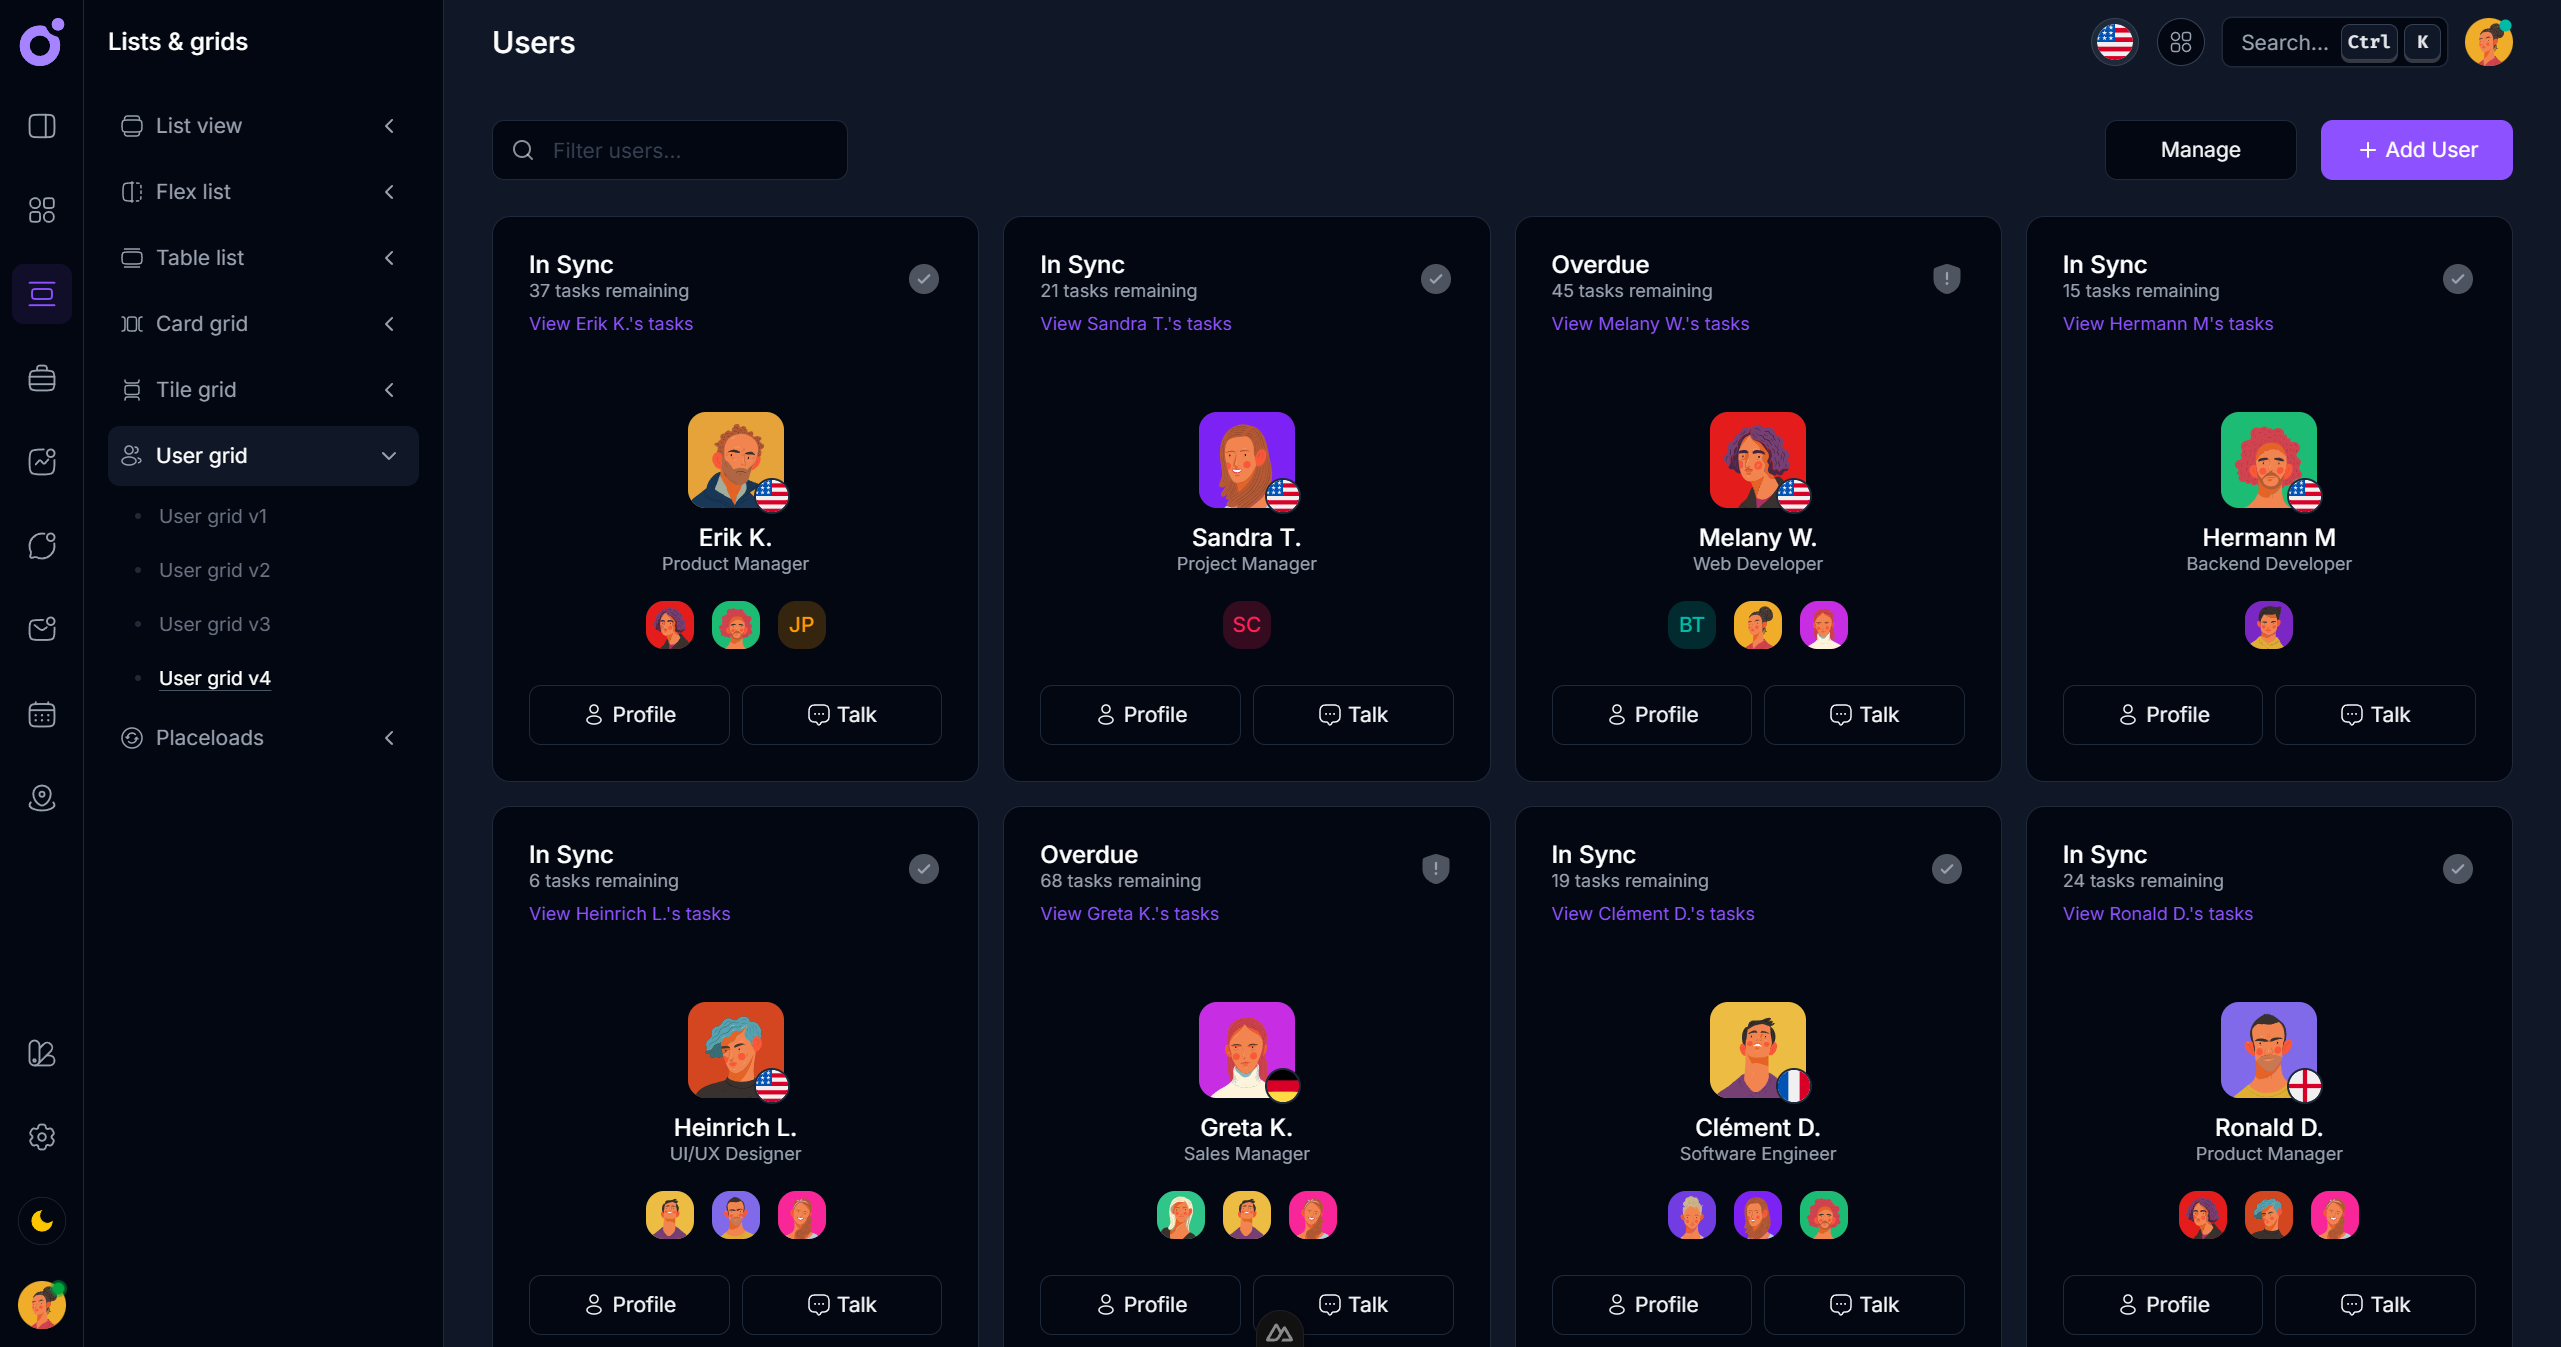 Lists & grids
List view
Flex list
Table list
Card grid
Tile grid
User grid
User grid v1
User grid v2
User grid v3
User grid v4
Placeloads
Users
Search...
Ctrl
K
Filter users...
Manage
Add User
In Sync
37 tasks remaining
View Erik K.'s tasks
Erik K.
Product Manager
JP
Profile
Talk
In Sync
21 tasks remaining
View Sandra T.'s tasks
Sandra T.
Project Manager
SC
Profile
Talk
Overdue
45 tasks remaining
View Melany W.'s tasks
Melany W.
Web Developer
BT
Profile
Talk
In Sync
15 tasks remaining
View Hermann M's tasks
Hermann M
Backend Developer
Profile
Talk
In Sync
6 tasks remaining
View Heinrich L.'s tasks
Heinrich L.
UI/UX Designer
Profile
Talk
Overdue
68 tasks remaining
View Greta K.'s tasks
Greta K.
Sales Manager
Profile
Talk
In Sync
19 tasks remaining
View Clément D.'s tasks
Clément D.
Software Engineer
Profile
Talk
In Sync
24 tasks remaining
View Ronald D.'s tasks
Ronald D.
Product Manager
Profile
Talk